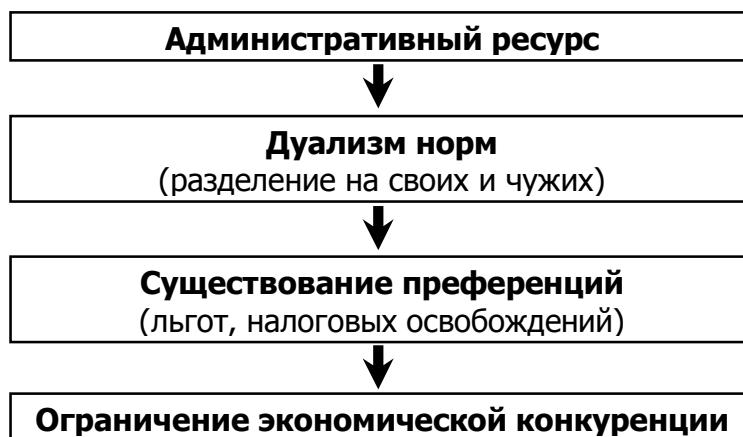 Административный ресурс
Дуализм норм
(разделение на своих и чужих)
Существование преференций
(льгот, налоговых освобождений)
Ограничение экономической конкуренции